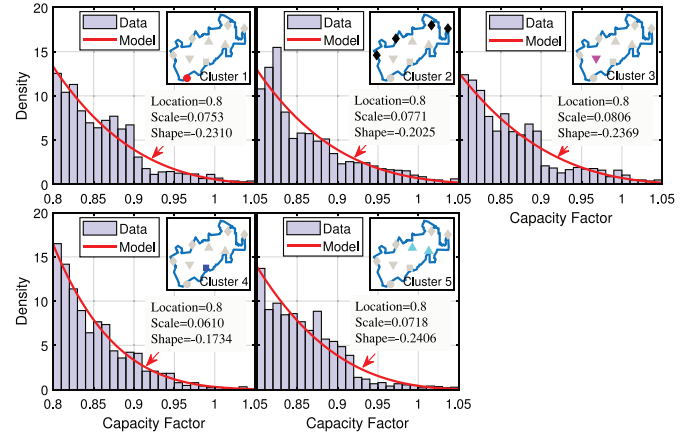 20
15
10
5
0
Density
Data
Model
Cluster 1
Location=0.8
Scale=0.0753
Shape=-0.2310
0.8 0.85 0.9 0.95 1
Data
Model
Cluster 2
Location=0.8
Scale=0.0771
Shape=-0.2025
1.05 0.85 0.9 0.95 1
Data
Model
Cluster 3
Location=0.8
Scale=0.0806
Shape=-0.2369
1.05 0.85 0.9 0.95 1 1.05
Capacity Factor
20
15
10
5
0
Density
Data
Model
Cluster 4
Location=0.8
Scale=0.0610
Shape=-0.1734
0.8 0.85 0.9 0.95 1
Capacity Factor
Data
Model
Cluster 5
Location=0.8
Scale=0.0718
Shape=-0.2406
1.05 0.85 0.9 0.95 1 1.05
Capacity Factor